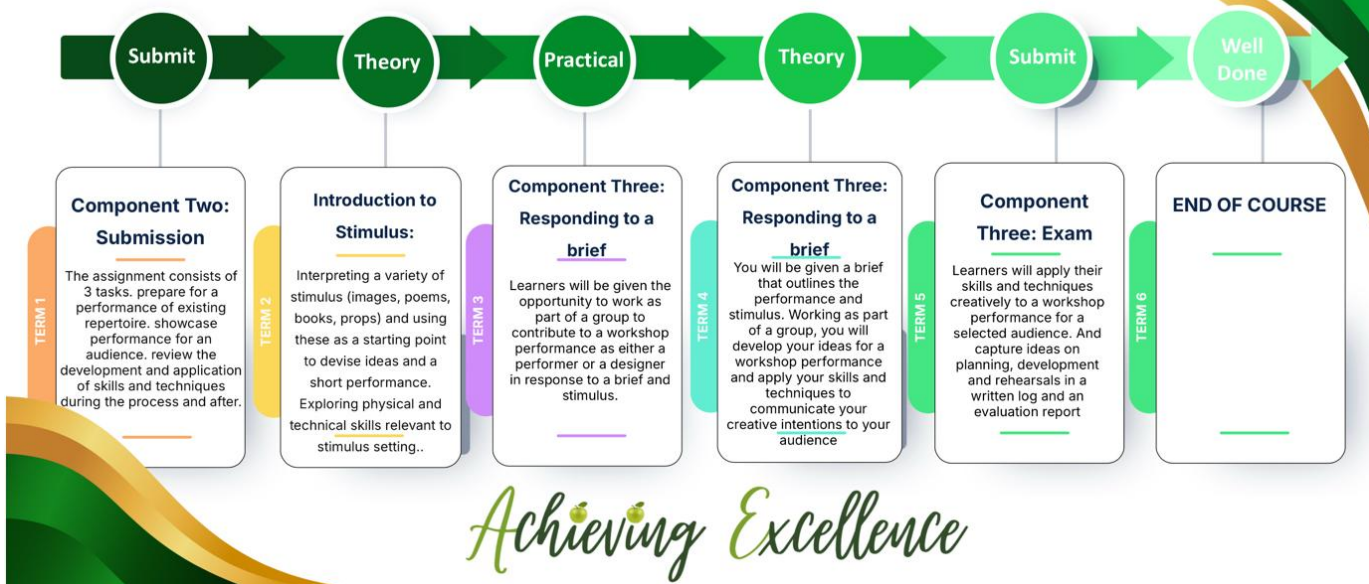 Submit
Theory
Practical
Theory
Submit
Well
Done
TERM 1
Component Two:
Submission
The assignment consists of
3 tasks. prepare for a
performance of existing
repertoire. showcase
performance for an
audience. review the
development and application
of skills and techniques
during the process and after.
TERM 2
Introduction to
Stimulus:
Interpreting a variety of
stimulus (images, poems,
books, props) and using
these as a starting point
to devise ideas and a
short performance.
Exploring physical and
technical skills relevant to
stimulus setting..
TERM 3
Component Three:
Responding to a
brief
Learners will be given the
opportunity to work as
part of a group to
contribute to a workshop
performance as either a
performer or a designer
in response to a brief and
stimulus.
TERM 4
Component Three:
Responding to a
brief
You will be given a brief
that outlines the
performance and
stimulus. Working as part
of a group, you will
develop your ideas for a
workshop performance
and apply your skills and
techniques to
communicate your
creative intentions to your
audience
TERM 5
Component
Three: Exam
Learners will apply their
skills and techniques
creatively to a workshop
performance for a
selected audience. And
capture ideas on
planning, development
and rehearsals in a
written log and an
evaluation report
TERM 6
END OF COURSE
Achieving Excellence